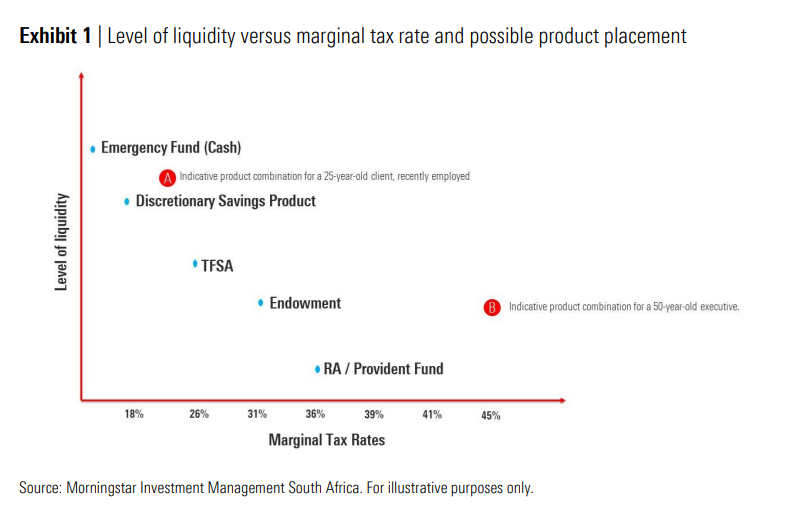 Exhibit 1 | Level of liquidity versus marginal tax rate and possible product placement
Level of liquidity
Emergency Fund (Cash)
A Indicative product combination for a 25-year-old client, recently employed
Discretionary Savings Product
TFSA
Endowment
B Indicative product combination for a 50-year-old executive.
RA / Provident Fund
18% 26% 31% 36% 39% 41% 45%
Marginal Tax Rates
Source: Morningstar Investment Management South Africa. For illustrative purposes only.